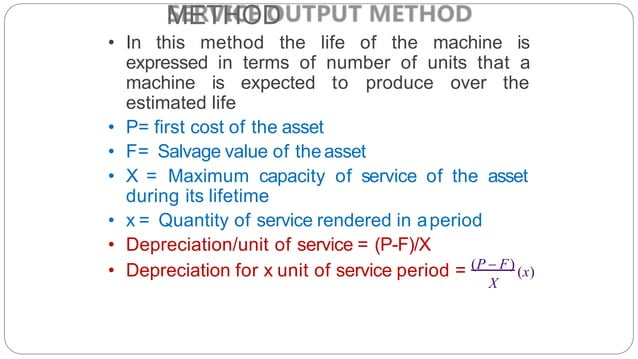 SERVICE OUTPUT METHOD
METHOD
• In this method the life of the machine is
expressed in terms of number of units that a
machine is expected to produce over the
estimated life
• P= first cost of the asset
• F= Salvage value of the asset
• X = Maximum capacity of service of the asset
during its lifetime
• x = Quantity of service rendered in a period
• Depreciation/unit of service = (P-F)/X
• Depreciation for x unit of service period = (P – F)/X (x)